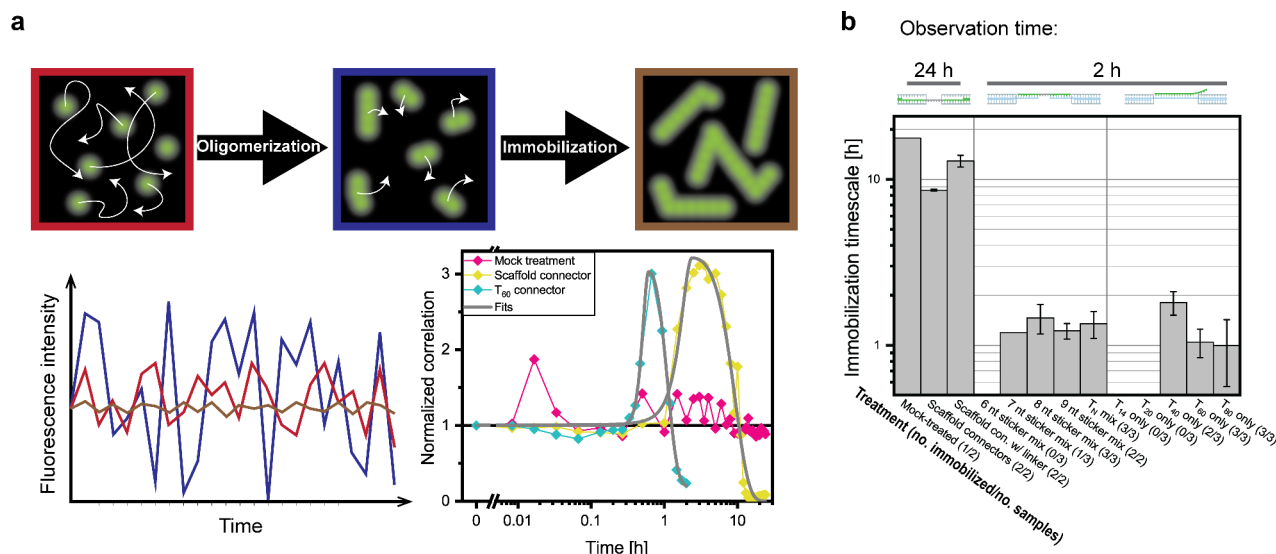 a
Oligomerization
Immobilization
Fluorescence intensity
Time
Normalized correlation
3
2
1
0
Mock treatment
Scaffold connector
T60 connector
Fits
0
0.01
0.1
1
10
Time [h]
b
Observation time:
24 h
2 h
Immobilization timescale [h]
10
1
Treatment (no. immobilized/no. samples)
Mock-treated (1/2)
Scaffold connectors (2/2)
Scaffold con. w/ linker (2/2)
6 nt sticker mix (0/3)
7 nt sticker mix (1/3)
8 nt sticker mix (3/3)
9 nt sticker mix (2/2)
TN mix (3/3)
T14 only (0/3)
T20 only (0/3)
T40 only (2/3)
T60 only (3/3)
T80 only (3/3)